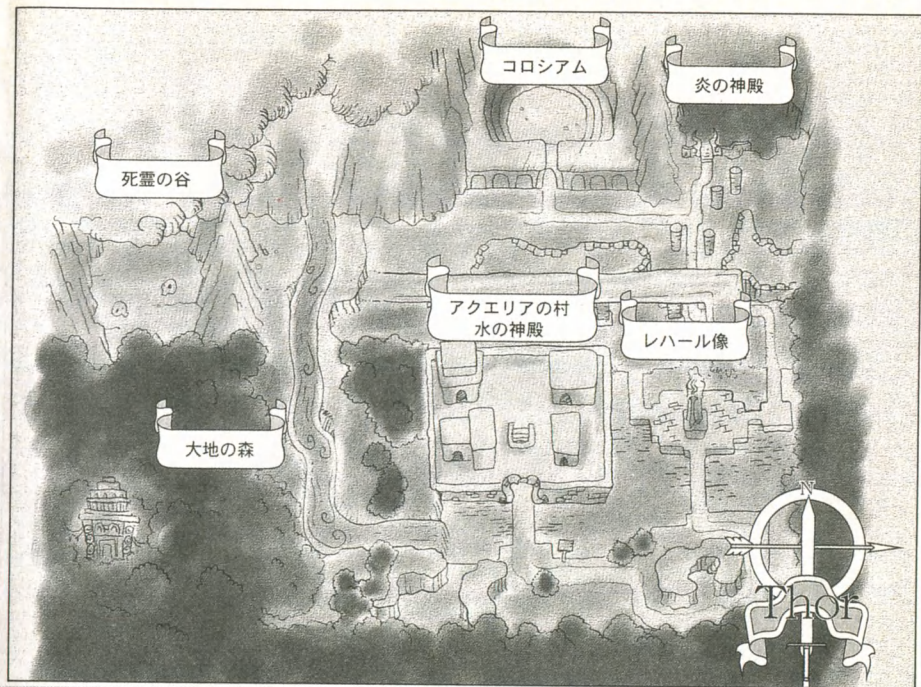 コロシアム
炎の神殿
死霊の谷
アクエリアの村
水の神殿
レハール像
大地の森
N
Thor